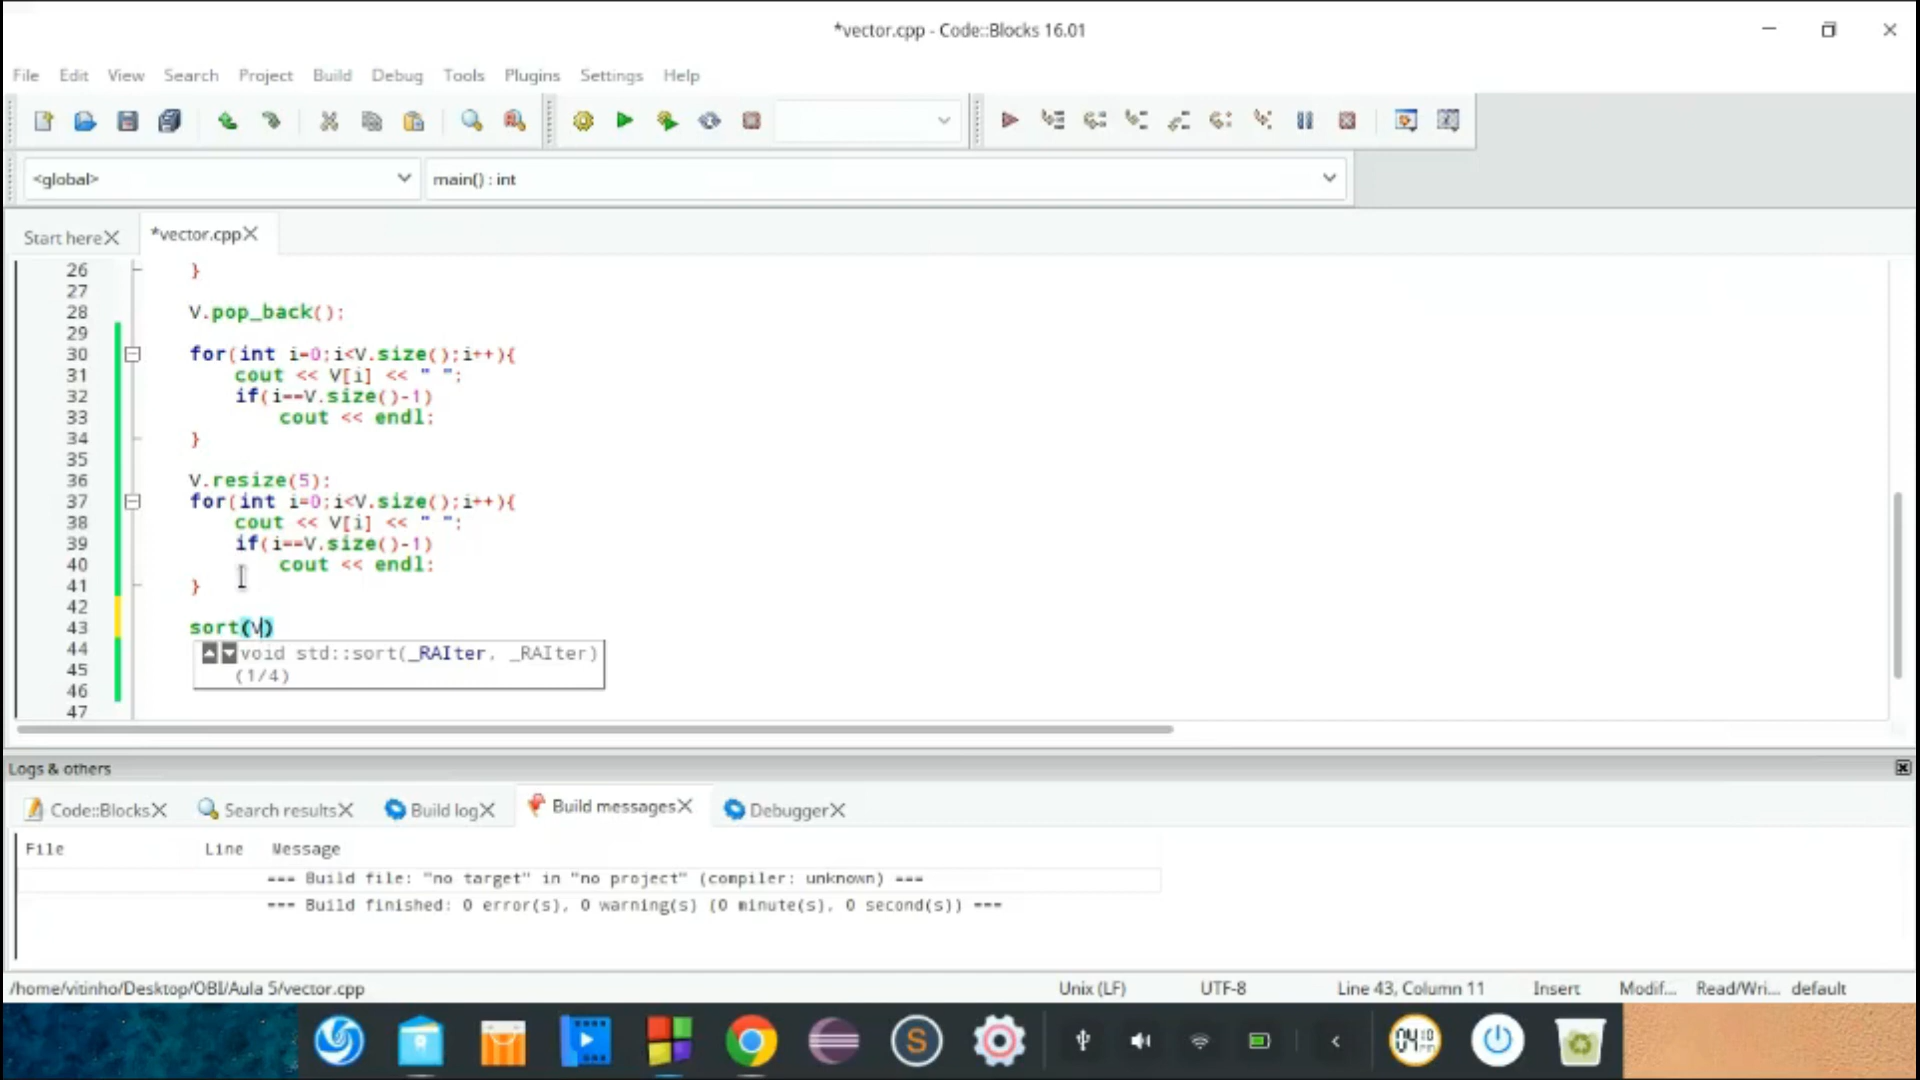 *vector.cpp - Code::Blocks 16.01
File Edit View Search Project Build Debug Tools Plugins Settings Help
<global> main() : int
Start here *vector.cpp
26 }
27
28 V.pop_back();
29
30 for(int i=0;i<V.size();i++){
31 cout << V[i] << " ";
32 if(i==V.size()-1)
33 cout << endl;
34 }
35
36 V.resize(5);
37 for(int i=0;i<V.size();i++){
38 cout << V[i] << " ";
39 if(i==V.size()-1)
40 cout << endl;
41 }
42
43 sort(V)
44 void std::sort(_RAIter, _RAIter)
45 (1/4)
46
47
Logs & others
Code::Blocks Search results Build log Build messages Debugger
File Line Message
=== Build file: "no target" in "no project" (compiler: unknown) ===
=== Build finished: 0 error(s), 0 warning(s) (0 minute(s), 0 second(s)) ===
/home/vitinho/Desktop/OBI/Aula 5/vector.cpp Unix (LF) UTF-8 Line 43, Column 11 Insert Modif... Read/Wri... default
S 04 10 PM